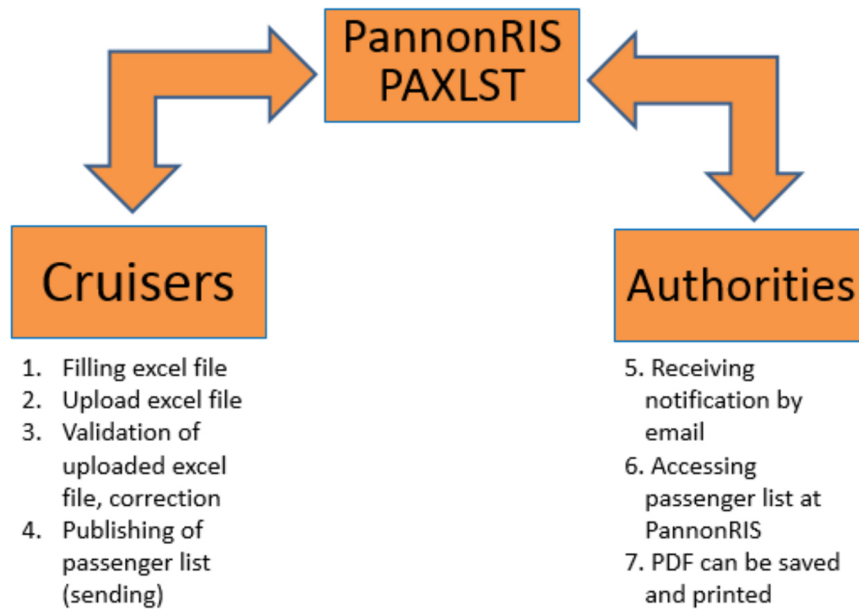 PannonRIS
PAXLST
Cruisers
1. Filling excel file
2. Upload excel file
3. Validation of
uploaded excel
file, correction
4. Publishing of
passenger list
(sending)
Authorities
5. Receiving
notification by
email
6. Accessing
passenger list at
PannonRIS
7. PDF can be saved
and printed